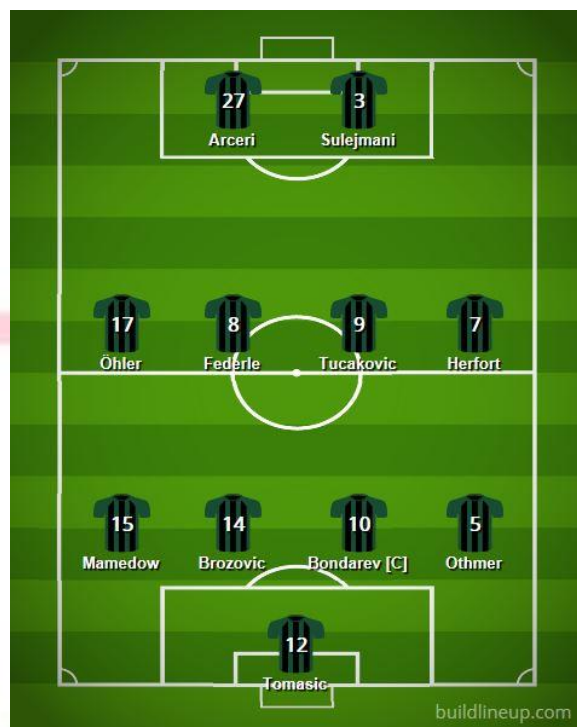 27 3
Arceri Sulejmani
17 8 9 7
Öhler Federle Tucakovic Herfort
15 14 10 5
Mamedow Brozovic Bondarev [C] Othmer
12
Tomasic
buildlineup.com